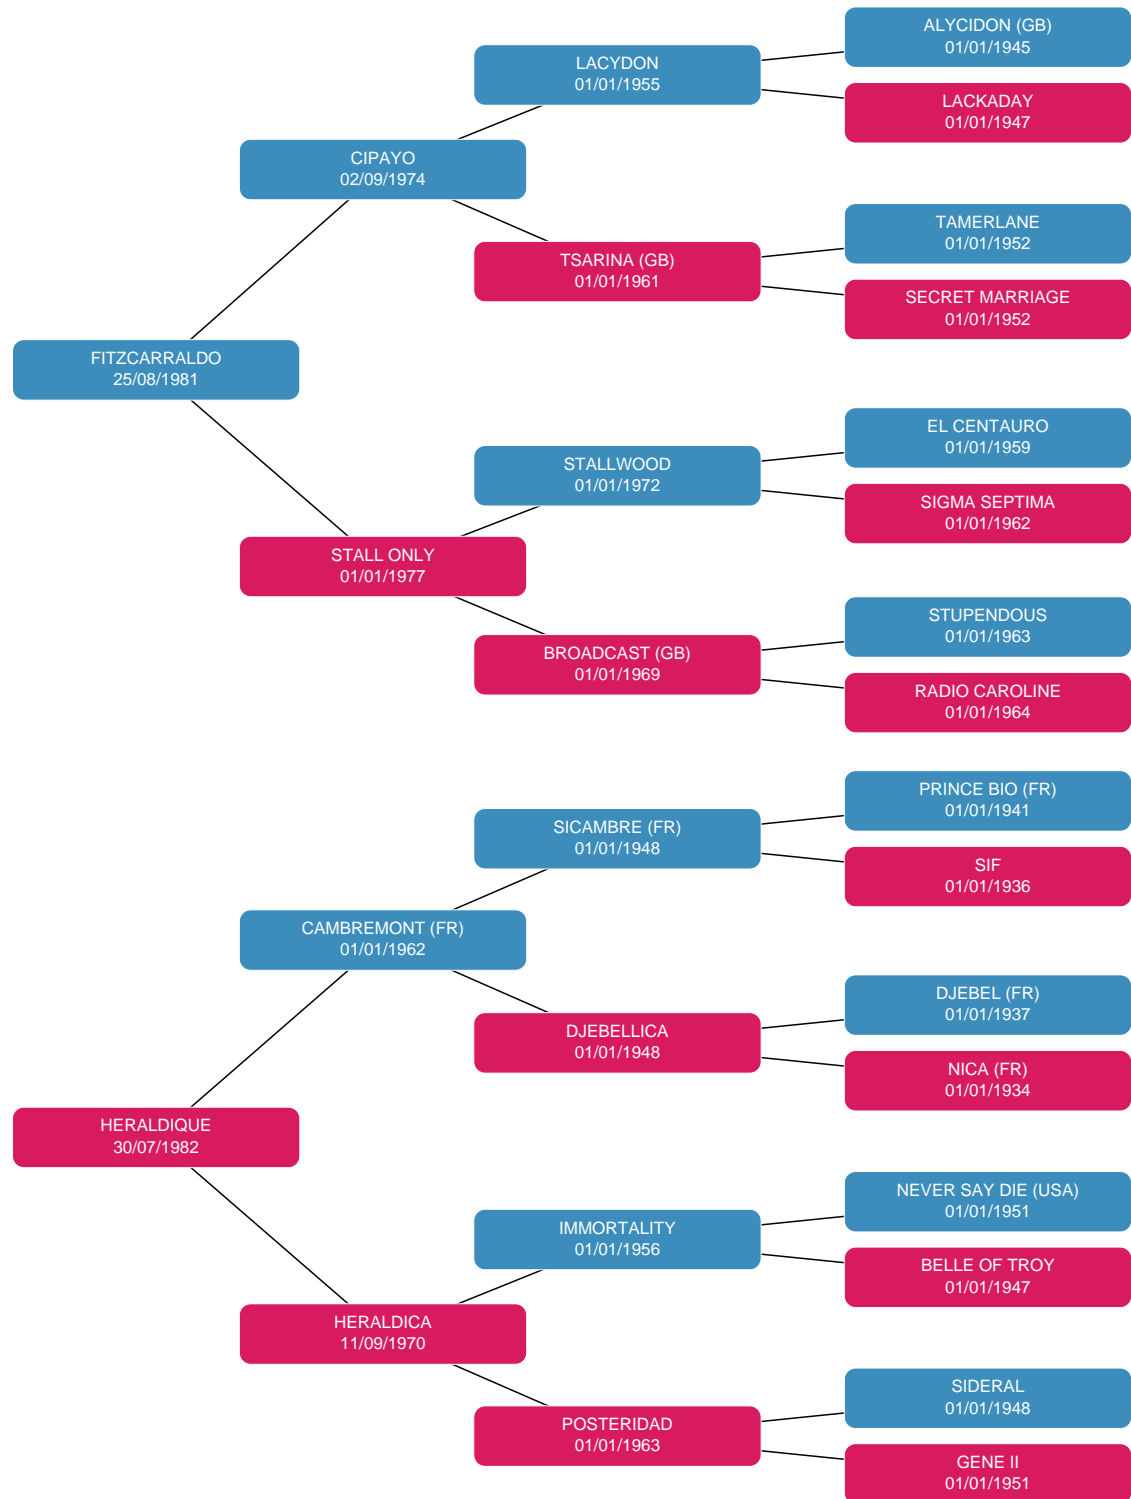 ALYCIDON (GB)
01/01/1945
LACYDON
01/01/1955
LACKADAY
01/01/1947
CIPAYO
02/09/1974
TAMERLANE
01/01/1952
TSARINA (GB)
01/01/1961
SECRET MARRIAGE
01/01/1952
FITZCARRALDO
25/08/1981
EL CENTAURO
01/01/1959
STALLWOOD
01/01/1972
SIGMA SEPTIMA
01/01/1962
STALL ONLY
01/01/1977
STUPENDOUS
01/01/1963
BROADCAST (GB)
01/01/1969
RADIO CAROLINE
01/01/1964
PRINCE BIO (FR)
01/01/1941
SICAMBRE (FR)
01/01/1948
SIF
01/01/1936
CAMBREMONT (FR)
01/01/1962
DJEBEL (FR)
01/01/1937
DJEBELLICA
01/01/1948
NICA (FR)
01/01/1934
HERALDIQUE
30/07/1982
NEVER SAY DIE (USA)
01/01/1951
IMMORTALITY
01/01/1956
BELLE OF TROY
01/01/1947
HERALDICA
11/09/1970
SIDERAL
01/01/1948
POSTERIDAD
01/01/1963
GENE II
01/01/1951